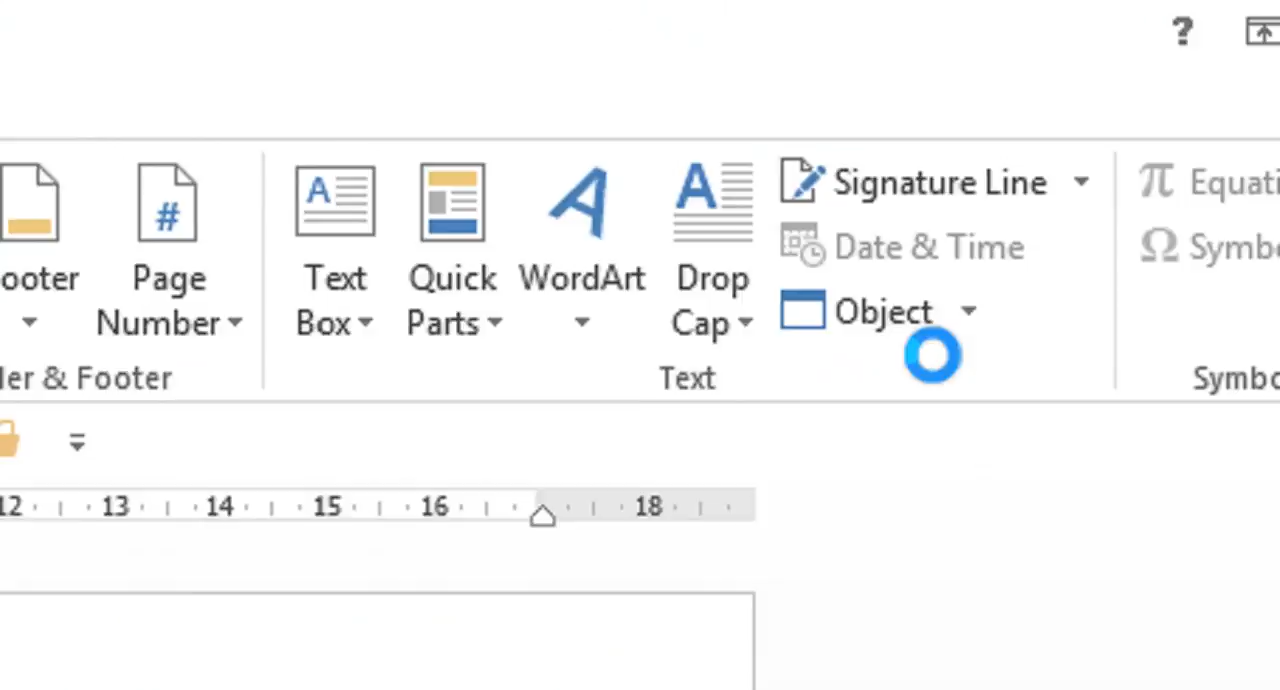 ?
Signature Line
Date & Time
Object
ooter
Page
Number
Text
Box
Quick
Parts
WordArt
Drop
Cap
Equati
Symbo
ler & Footer
Text
Symbo
12 13 14 15 16 18